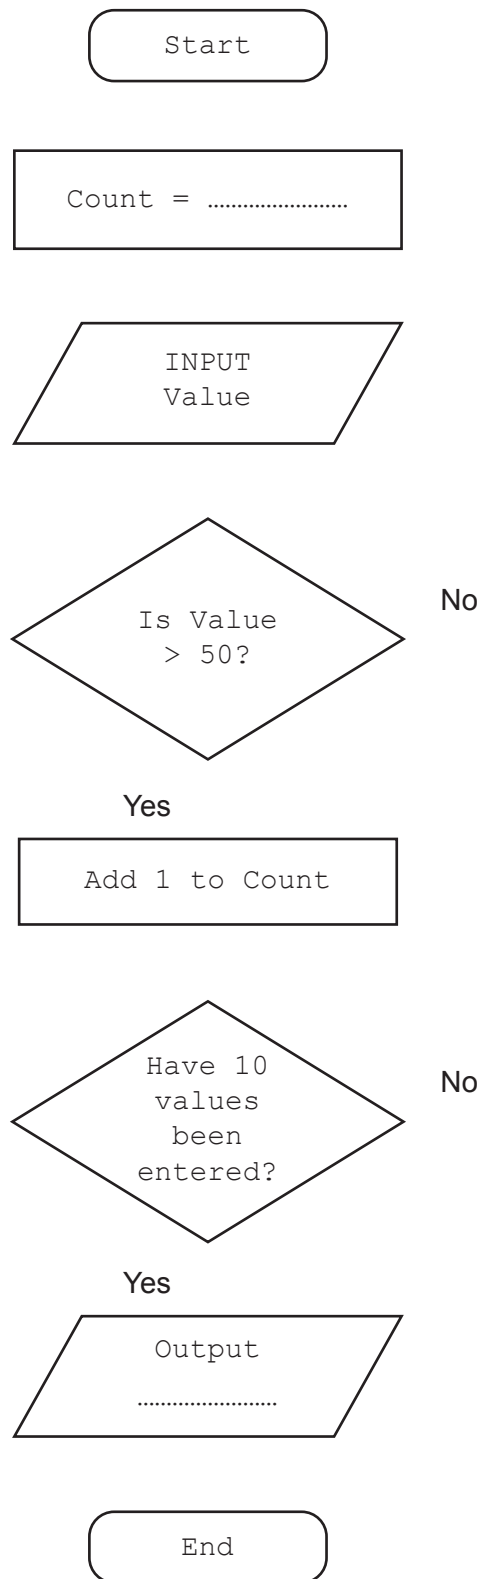 Start
Count = ........................
INPUT
Value
Is Value
> 50?
No
Yes
Add 1 to Count
Have 10
values
been
entered?
No
Yes
Output
........................
End